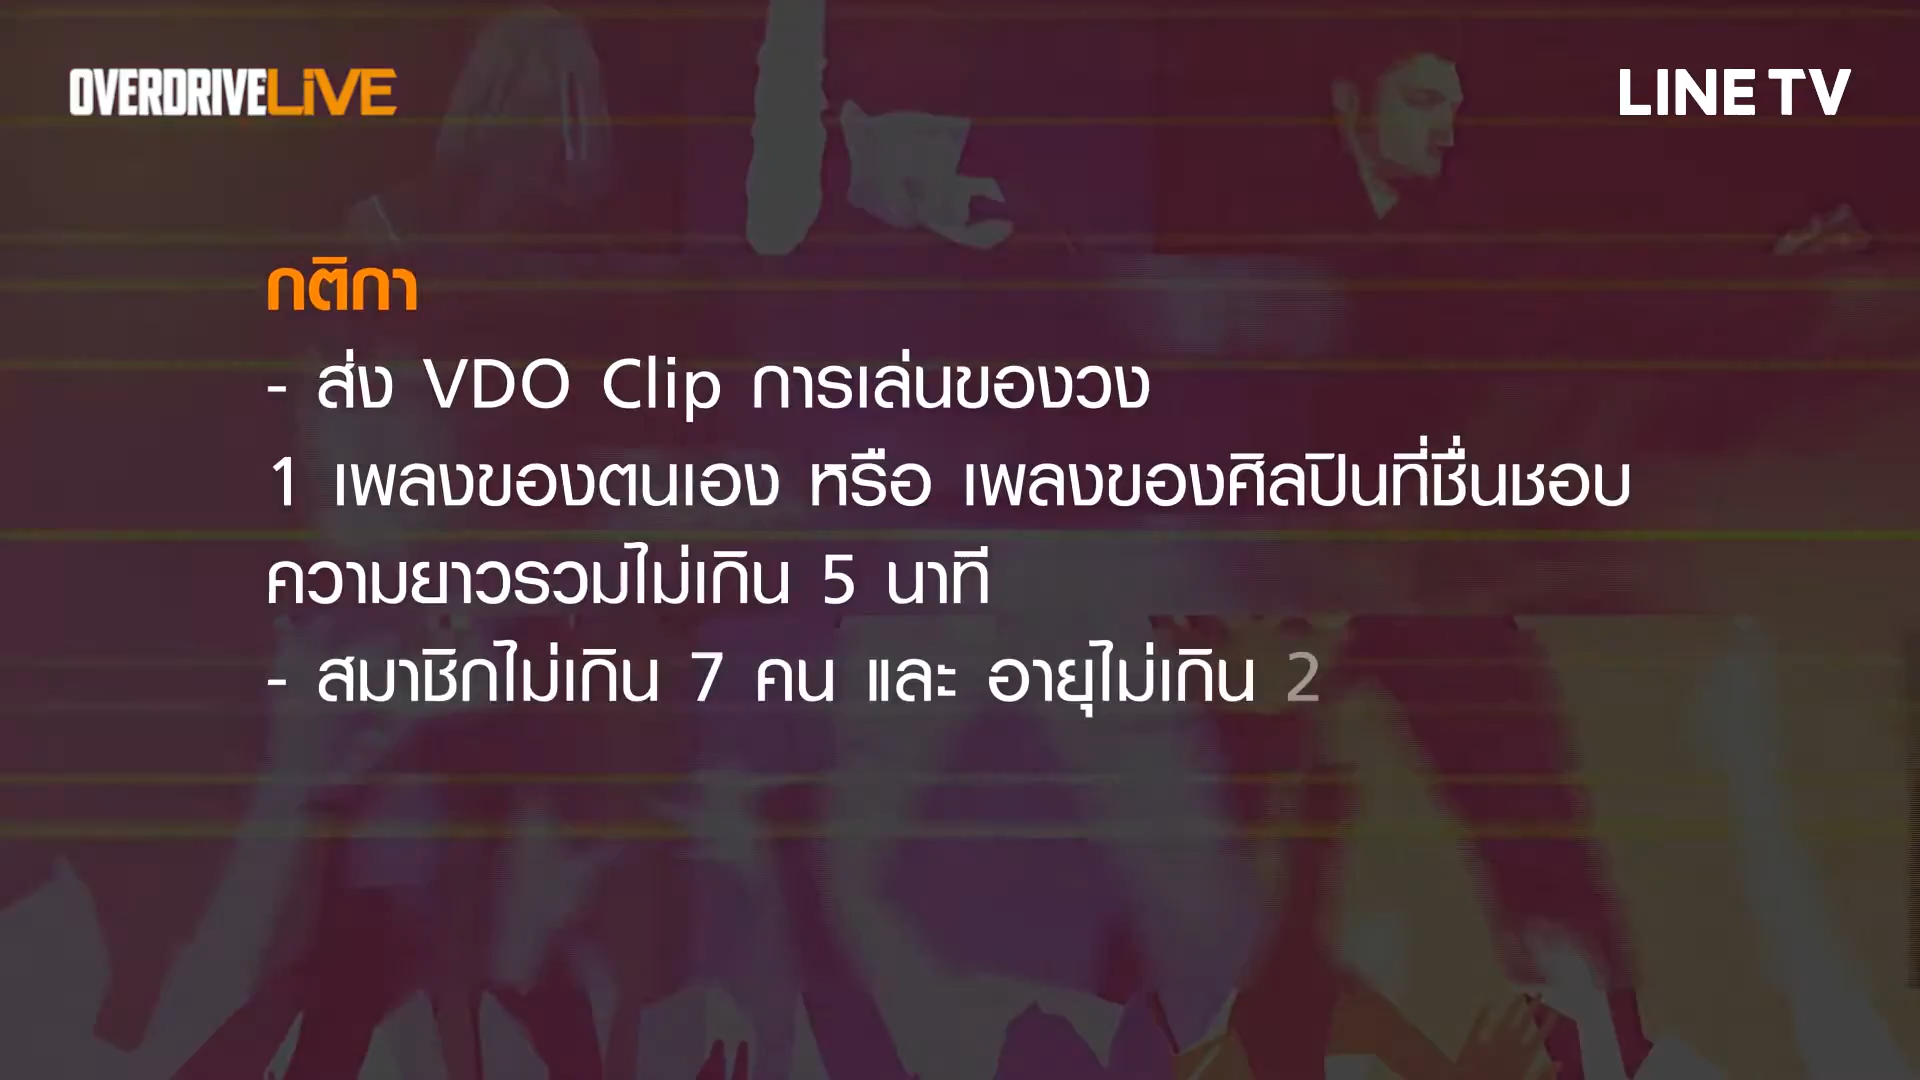 OVERDRIVE LiVE
LINE TV
กติกา
- ส่ง VDO Clip การเล่นของวง
1 เพลงของตนเอง หรือ เพลงของศิลปินที่ชื่นชอบ
ความยาวรวมไม่เกิน 5 นาที
- สมาชิกไม่เกิน 7 คน และ อายุไม่เกิน 2